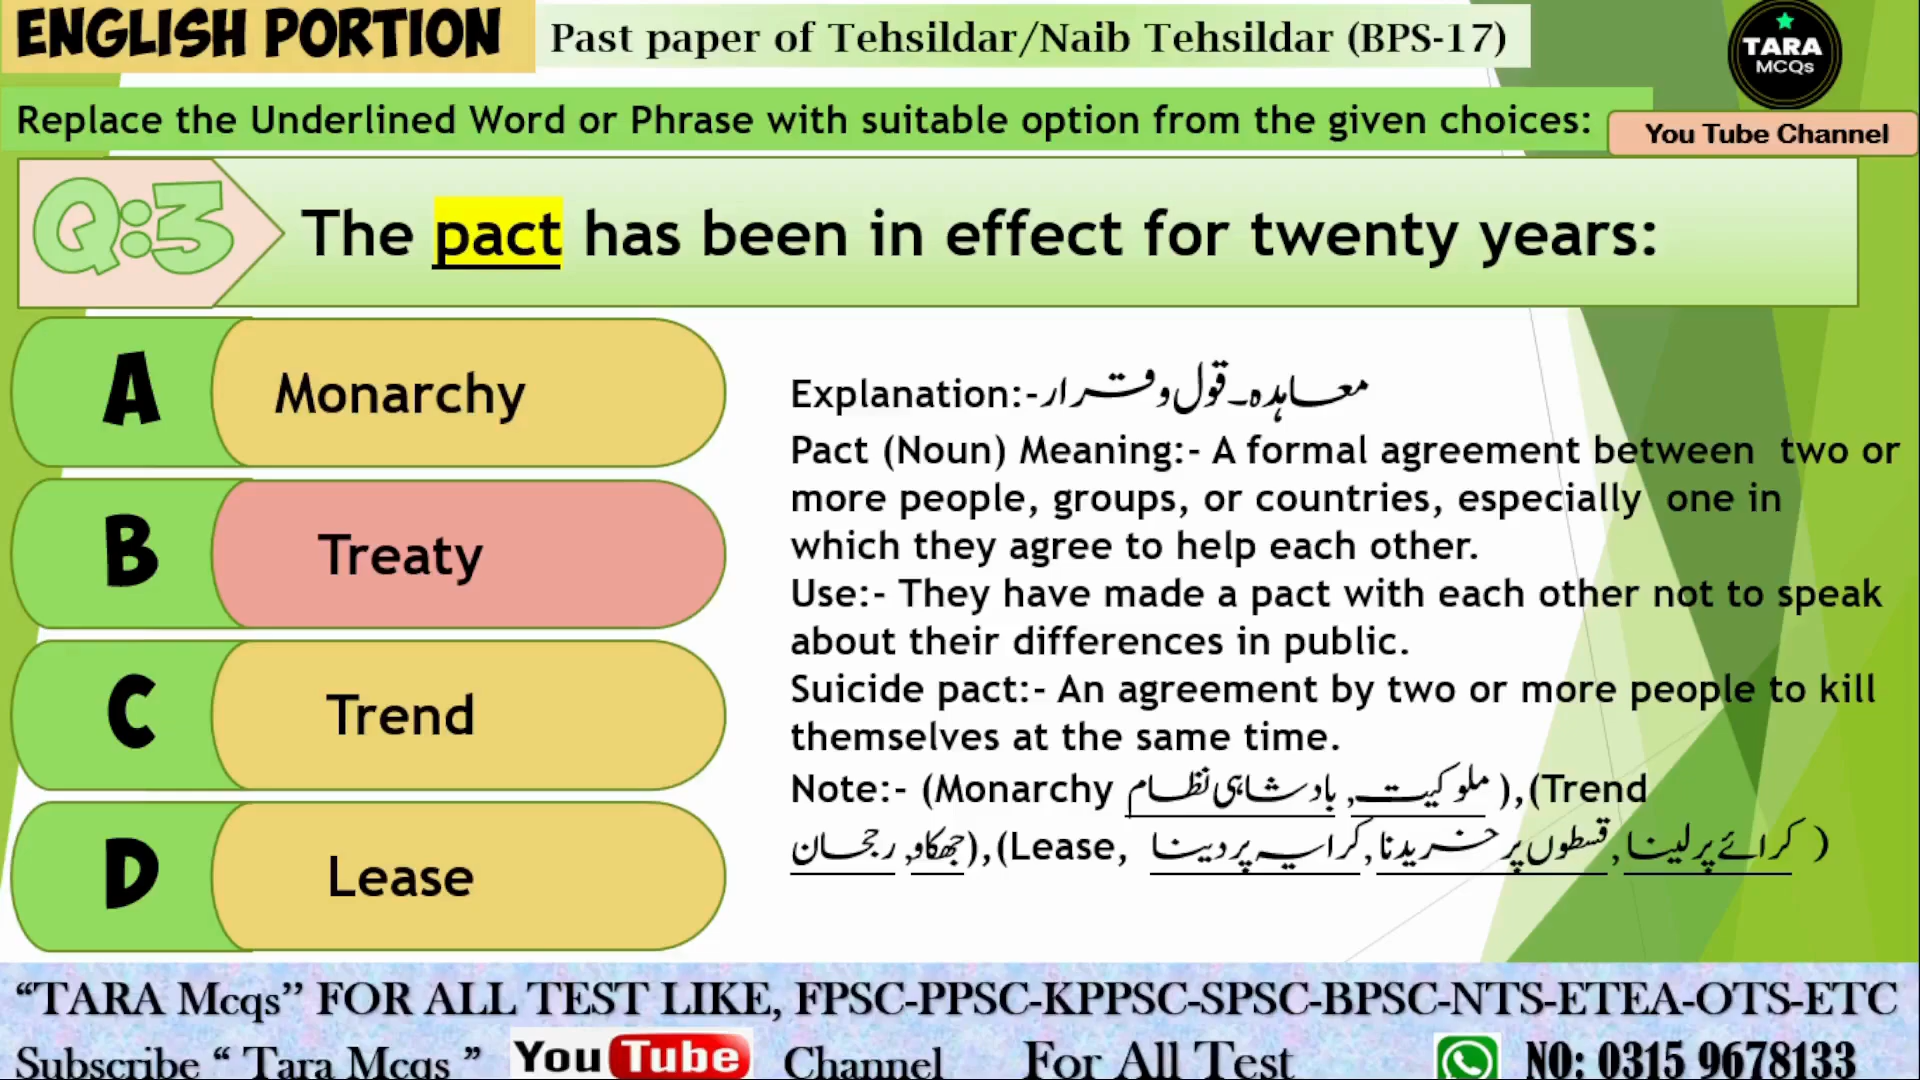 ENGLISH PORTION
Past paper of Tehsildar/Naib Tehsildar (BPS-17)
TARA
MCQs
Replace the Underlined Word or Phrase with suitable option from the given choices:
You Tube Channel
Q:3
The pact has been in effect for twenty years:
A Monarchy
B Treaty
C Trend
D Lease
Explanation:-معاہدہ۔قول و قرار
Pact (Noun) Meaning:- A formal agreement between two or
more people, groups, or countries, especially one in
which they agree to help each other.
Use:- They have made a pact with each other not to speak
about their differences in public.
Suicide pact:- An agreement by two or more people to kill
themselves at the same time.
Note:- (Monarchy ملوکیت, بادشاہی نظام),(Trend
جھکاو, رجحان),(Lease, کرائے پر لینا, قسطوں پر خریدنا, کرایہ پر دینا)
“TARA Mcqs” FOR ALL TEST LIKE, FPSC-PPSC-KPPSC-SPSC-BPSC-NTS-ETEA-OTS-ETC
Subscribe “ Tara Mcqs ” YouTube Channel For All Test NO: 0315 9678133